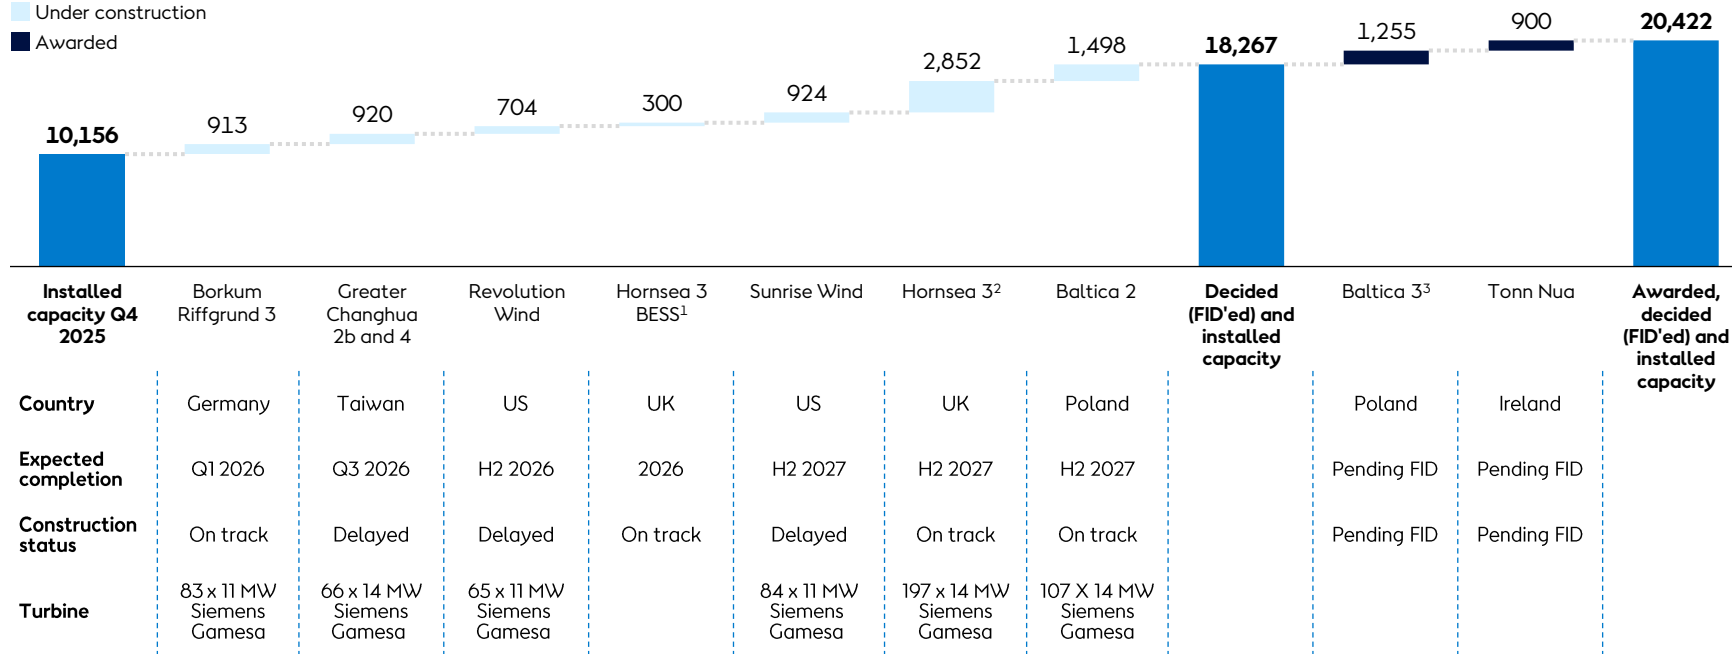 Under construction
Awarded
10,156
913
920
704
300
924
2,852
1,498
18,267
1,255
900
20,422
Installed
capacity Q4
2025
Borkum
Riffgrund 3
Greater
Changhua
2b and 4
Revolution
Wind
Hornsea 3
BESS¹
Sunrise Wind
Hornsea 3²
Baltica 2
Decided
(FID'ed) and
installed
capacity
Baltica 3³
Tonn Nua
Awarded,
decided
(FID'ed) and
installed
capacity
Country
Germany
Taiwan
US
UK
US
UK
Poland
Poland
Ireland
Expected
completion
Q1 2026
Q3 2026
H2 2026
2026
H2 2027
H2 2027
H2 2027
Pending FID
Pending FID
Construction
status
On track
Delayed
Delayed
On track
Delayed
On track
On track
Pending FID
Pending FID
Turbine
83 x 11 MW
Siemens
Gamesa
66 x 14 MW
Siemens
Gamesa
65 x 11 MW
Siemens
Gamesa
84 x 11 MW
Siemens
Gamesa
197 x 14 MW
Siemens
Gamesa
107 X 14 MW
Siemens
Gamesa